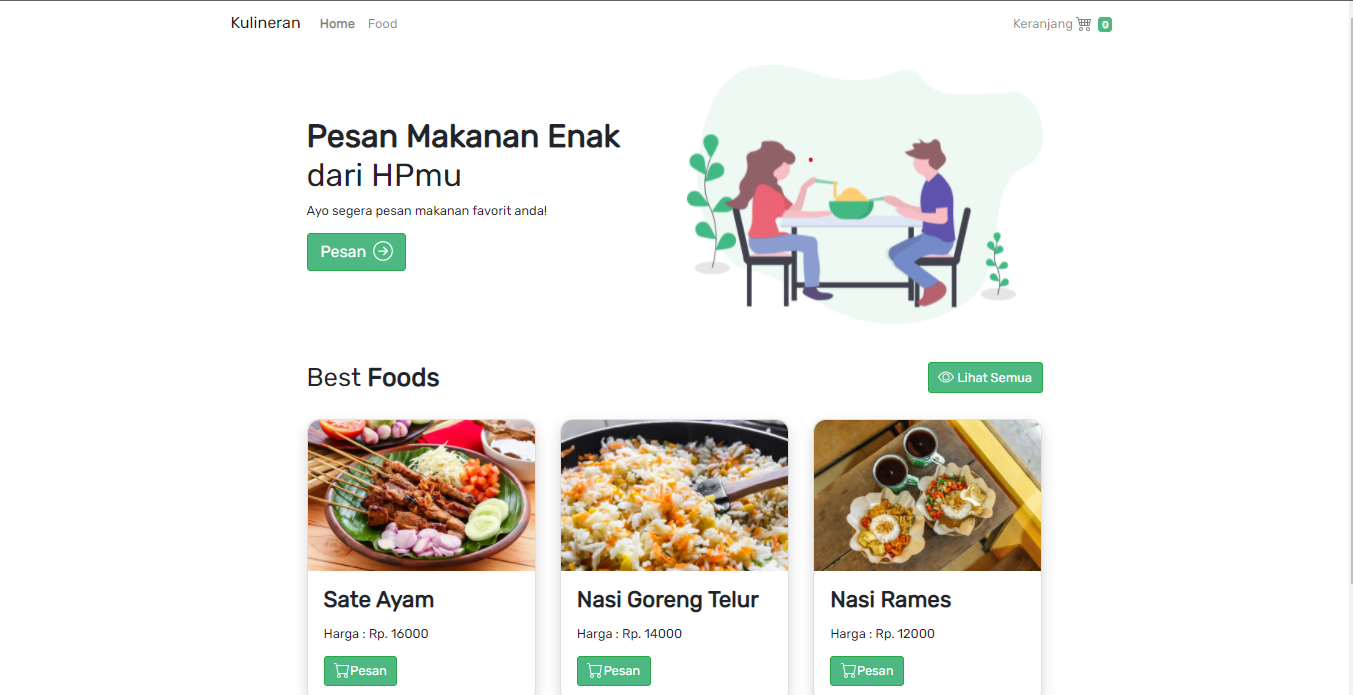 Kulineran Home Food Keranjang 0
Pesan Makanan Enak
dari HPmu
Ayo segera pesan makanan favorit anda!
Pesan
Best Foods
Lihat Semua
Sate Ayam
Harga : Rp. 16000
Pesan
Nasi Goreng Telur
Harga : Rp. 14000
Pesan
Nasi Rames
Harga : Rp. 12000
Pesan